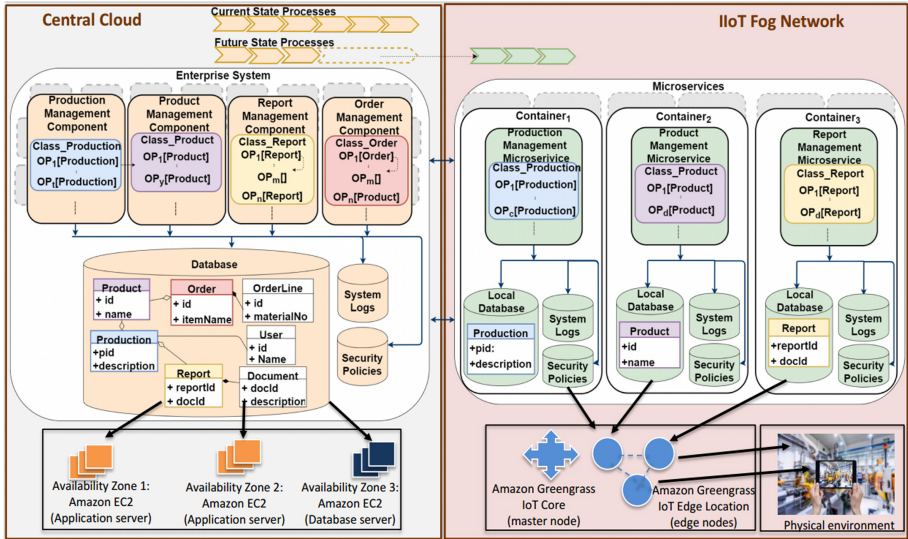 Central Cloud
Current State Processes
Future State Processes
IIoT Fog Network
Enterprise System
Production
Management
Component
Class_Production
OP1[Production]
OPt[Production]
Product
Management
Component
Class_Product
OP1[Product]
OPy[Product]
Report
Management
Component
Class_Report
OP1[Report]
OPm[]
OPn[Report]
Order
Management
Component
Class_Order
OP1[Order]
OPm[]
OPn[Product]
Database
Product
+ id
+ name
Order
+ id
+ itemName
OrderLine
+ id
+ materialNo
Production
+pid
+description
User
+ id
+ Name
Report
+ reportId
+ docId
Document
+ docId
+ description
System
Logs
Security
Policies
Availability Zone 1:
Amazon EC2
(Application server)
Availability Zone 2:
Amazon EC2
(Application server)
Availability Zone 3:
Amazon EC2
(Database server)
Microservices
Container1
Production
Management
Microserivice
Class_Production
OP1[Production]
OPc[Production]
Local
Database
Production
+pid:
+description
System
Logs
Security
Policies
Container2
Product
Mangement
Microservice
Class_Product
OP1[Product]
OPd[Product]
Local
Database
Product
+id
+name
System
Logs
Security
Policies
Container3
Report
Mangement
Microserivice
Class_Report
OP1[Report]
OPd[Report]
Local
Database
Report
+reportId
+ docId
System
Logs
Security
Policies
Amazon Greengrass
IoT Core
(master node)
Amazon Greengrass
IoT Edge Location
(edge nodes)
Physical environment